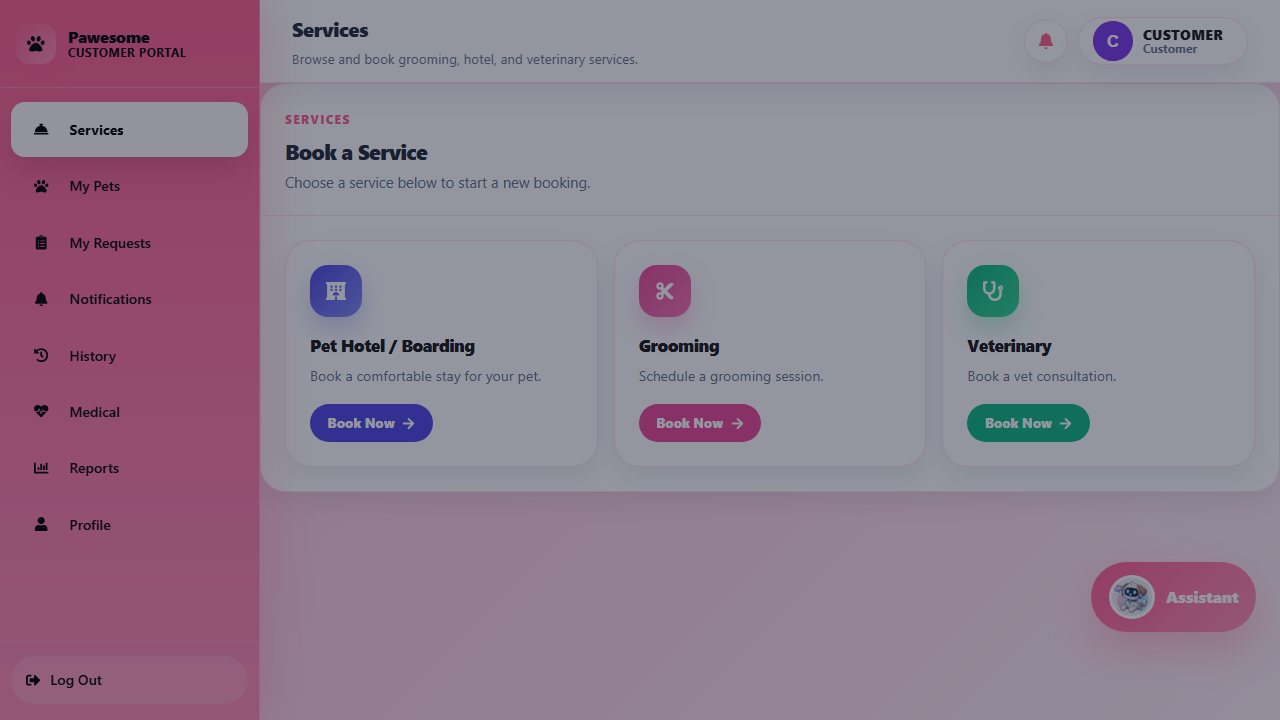 Pawesome
CUSTOMER PORTAL
Services
My Pets
My Requests
Notifications
History
Medical
Reports
Profile
Log Out
Services
Browse and book grooming, hotel, and veterinary services.
C
CUSTOMER
Customer
SERVICES
Book a Service
Choose a service below to start a new booking.
Pet Hotel / Boarding
Book a comfortable stay for your pet.
Book Now →
Grooming
Schedule a grooming session.
Book Now →
Veterinary
Book a vet consultation.
Book Now →
Assistant